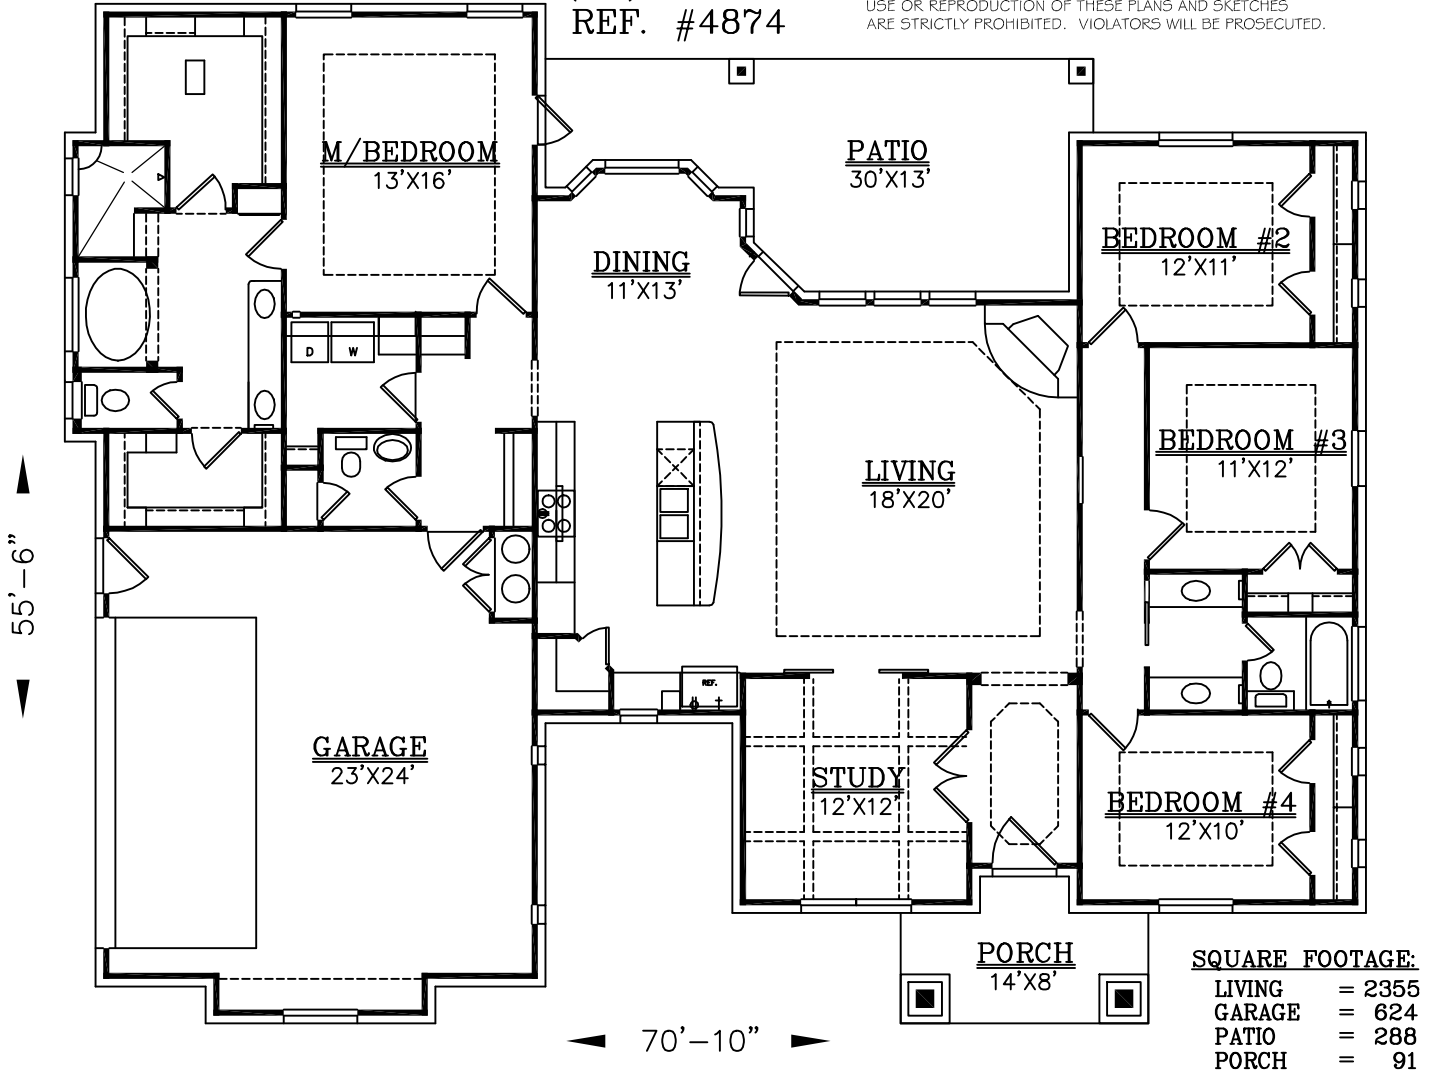 USE OR REPRODUCTION OF THESE PLANS AND SKETCHES
REF. #4874
ARE STRICTLY PROHIBITED. VIOLATORS WILL BE PROSECUTED.
M/BEDROOM
13'X16'
PATIO
30'X13'
BEDROOM #2
12'X11'
DINING
11'X13'
D
W
BEDROOM #3
11'X12'
LIVING
18'X20'
55'-6"
REF.
GARAGE
23'X24'
STUDY
12'X12'
BEDROOM #4
12'X10'
PORCH
14'X8'
70'-10"
SQUARE FOOTAGE:
LIVING = 2355
GARAGE = 624
PATIO = 288
PORCH = 91